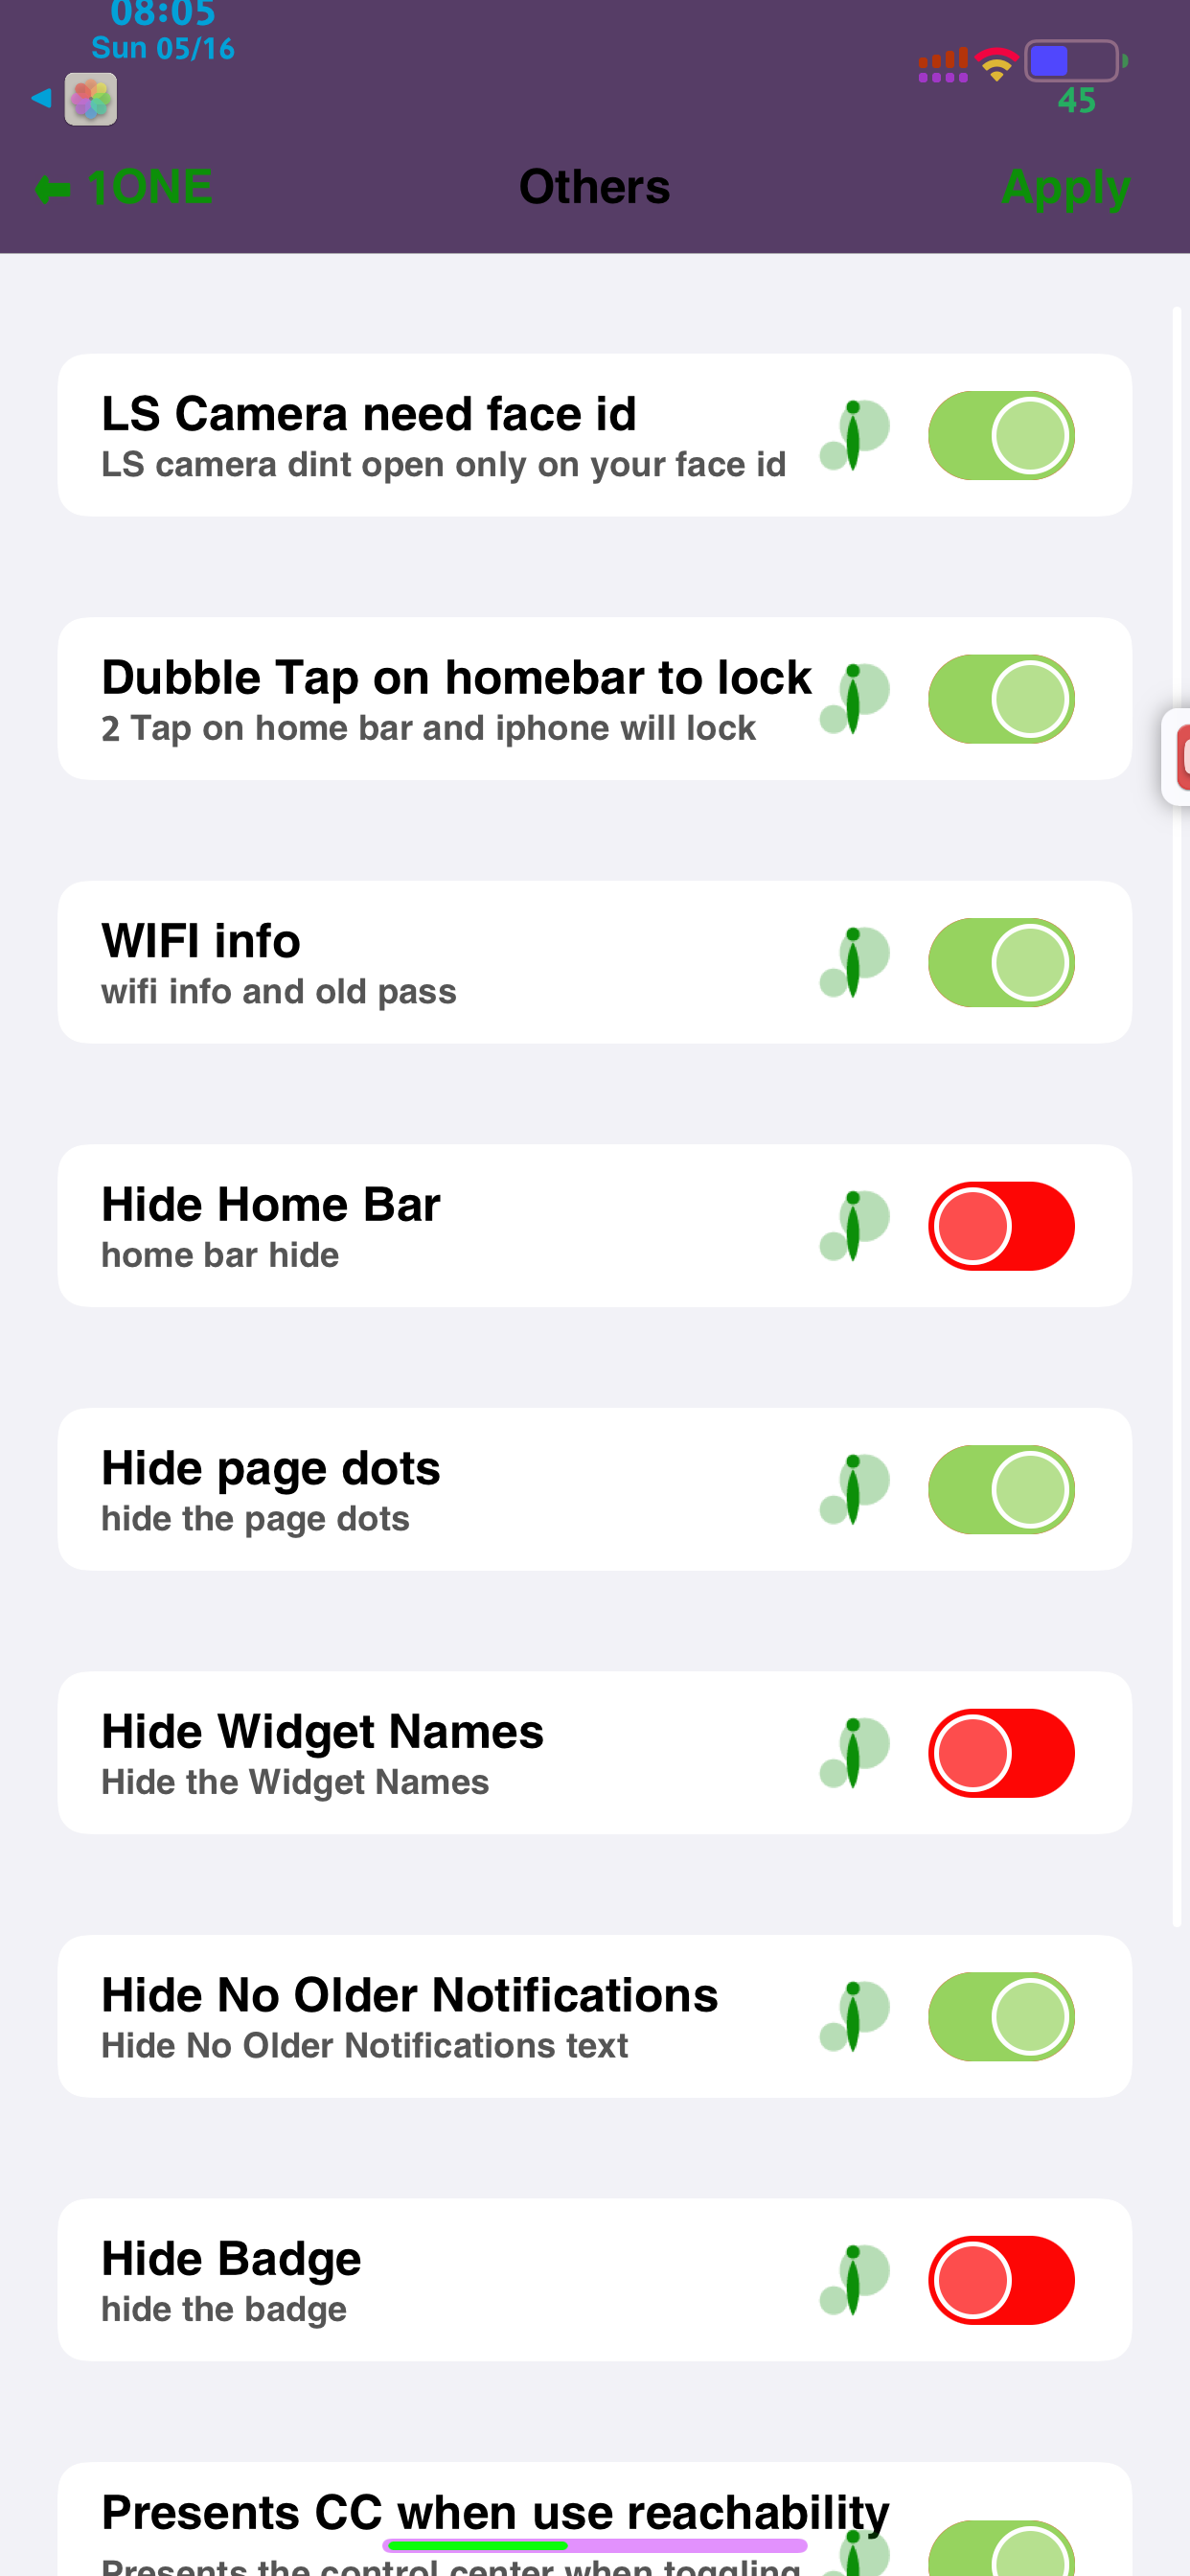 08:05
Sun 05/16
45
1ONE
Others
Apply
LS Camera need face id
LS camera dint open only on your face id
Dubble Tap on homebar to lock
2 Tap on home bar and iphone will lock
WIFI info
wifi info and old pass
Hide Home Bar
home bar hide
Hide page dots
hide the page dots
Hide Widget Names
Hide the Widget Names
Hide No Older Notifications
Hide No Older Notifications text
Hide Badge
hide the badge
Presents CC when use reachability
Presents the control center when toggling